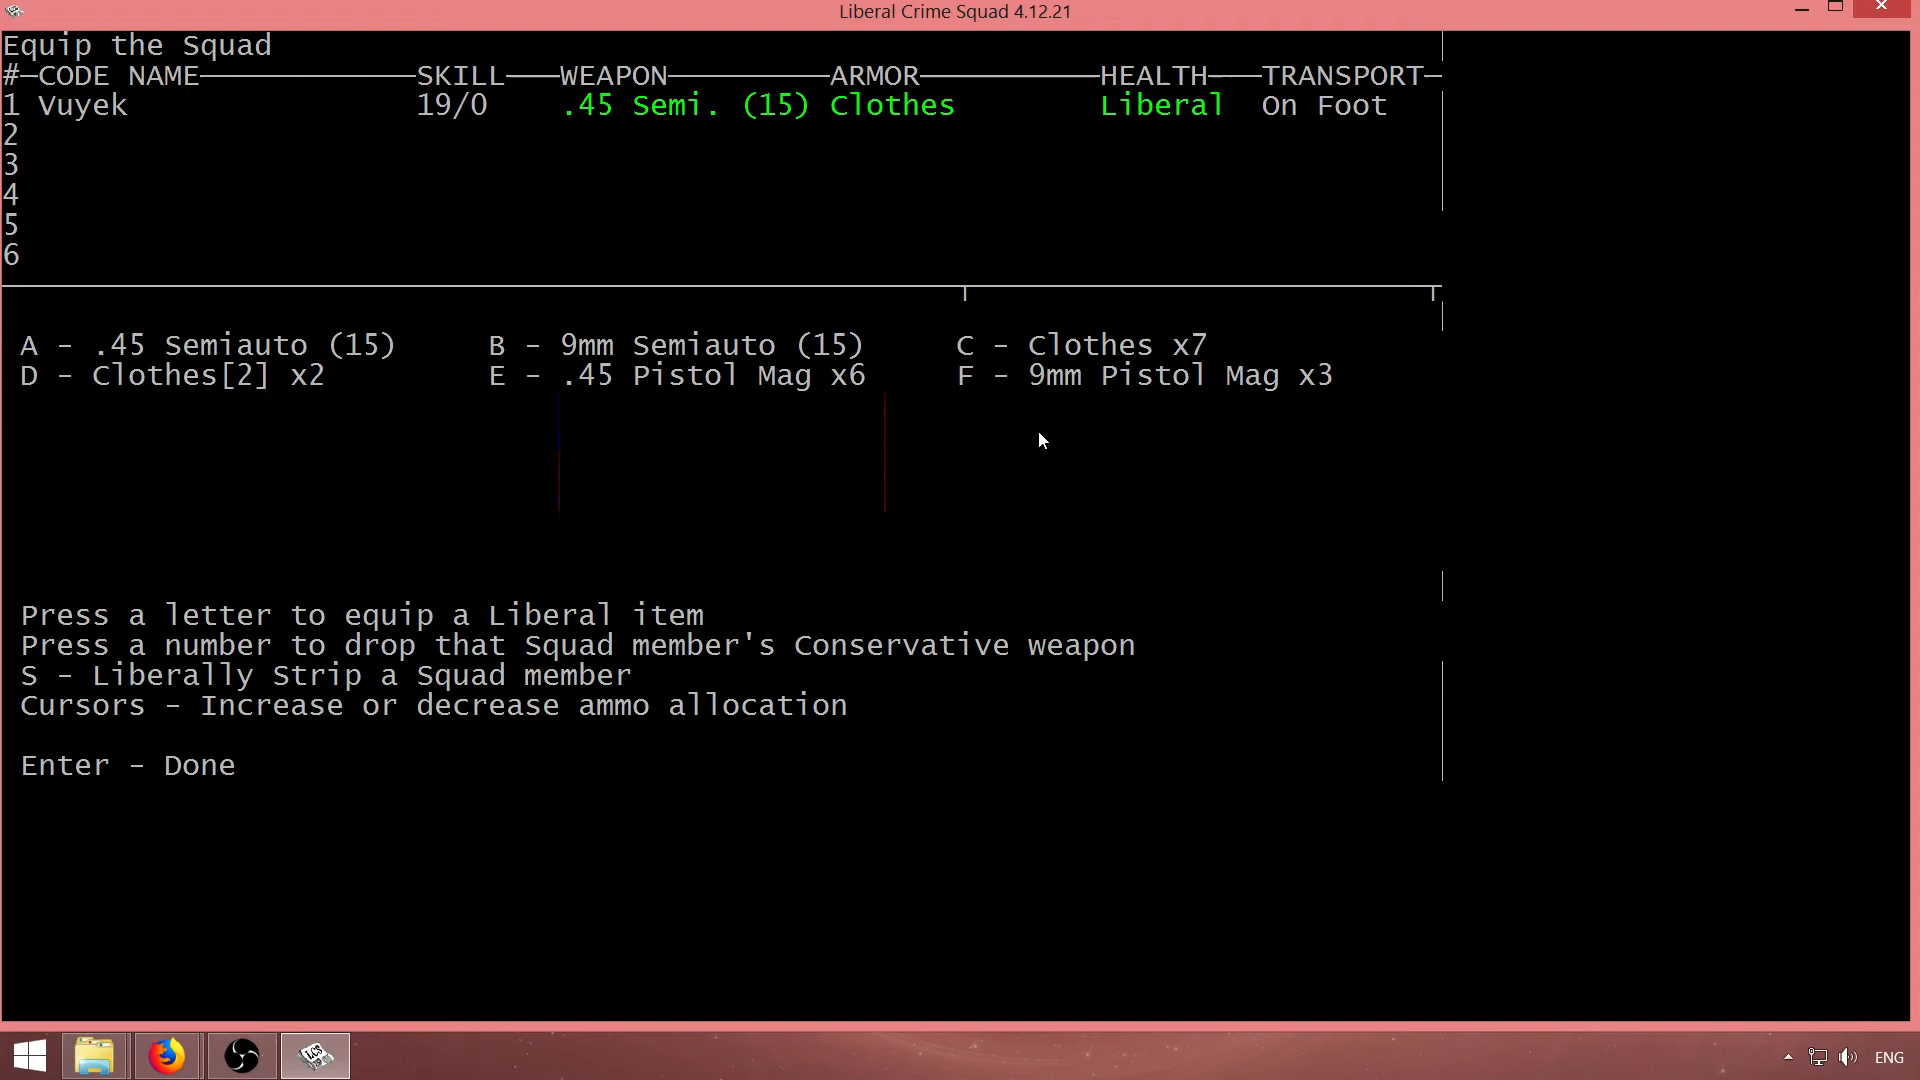 Liberal Crime Squad 4.12.21
Equip the Squad
#─CODE NAME────────────SKILL───WEAPON─────────ARMOR──────────HEALTH───TRANSPORT─
1 Vuyek 19/0 .45 Semi. (15) Clothes Liberal On Foot
2
3
4
5
6
A - .45 Semiauto (15) B - 9mm Semiauto (15) C - Clothes x7
D - Clothes[2] x2 E - .45 Pistol Mag x6 F - 9mm Pistol Mag x3
Press a letter to equip a Liberal item
Press a number to drop that Squad member's Conservative weapon
S - Liberally Strip a Squad member
Cursors - Increase or decrease ammo allocation
Enter - Done
LCS
ENG